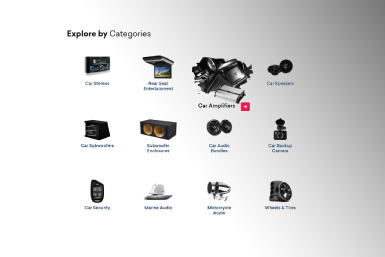 Explore by Categories
Car Stereos
Rear Seat
Entertainment
Car Amplifiers
Car Speakers
Car Subwoofers
Subwoofer
Enclosures
Car Audio
Bundles
Car Backup
Camera
Car Security
Marine Audio
Motorcycle
Audio
Wheels & Tires